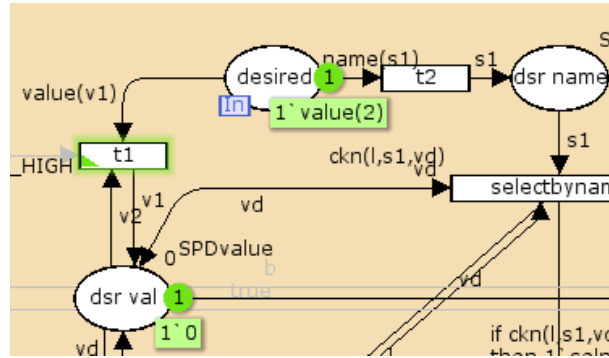 S
name(s1)
s1
desired
1
t2
dsr name
value(v1)
In
1`value(2)
s1
t1
ckn(l,s1,vd)
_HIGH
vd
selectbynam
v1
v2
vd
0
SPDvalue
b
vd
true
dsr val
1
1`0
if ckn(l,s1,vd
vd
d
then 1`seln